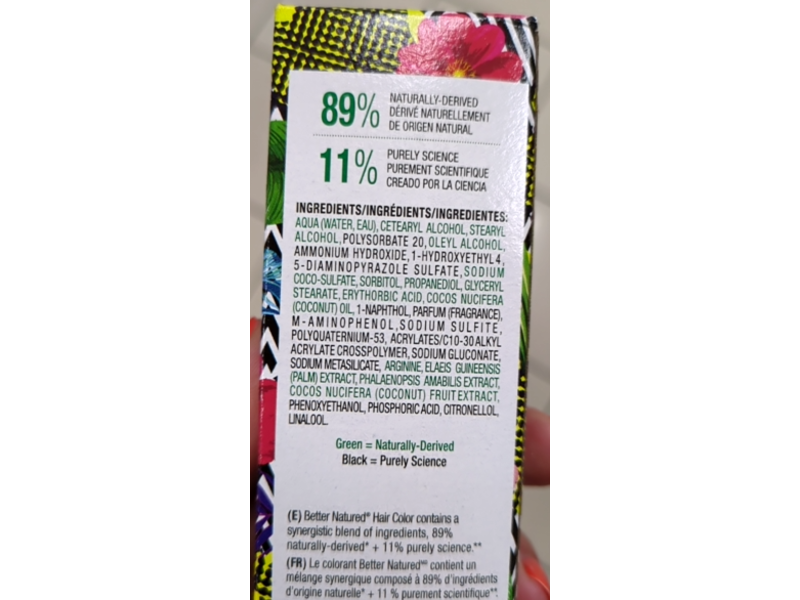 89% NATURALLY-DERIVED
DÉRIVÉ NATURELLEMENT
DE ORIGEN NATURAL
11% PURELY SCIENCE
PUREMENT SCIENTIFIQUE
CREADO POR LA CIENCIA
INGREDIENTS/INGRÉDIENTS/INGREDIENTES:
AQUA (WATER, EAU), CETEARYL ALCOHOL, STEARYL
ALCOHOL, POLYSORBATE 20, OLEYL ALCOHOL,
AMMONIUM HYDROXIDE, 1-HYDROXYETHYL 4,
5-DIAMINOPYRAZOLE SULFATE, SODIUM
COCO-SULFATE, SORBITOL, PROPANEDIOL, GLYCERYL
STEARATE, ERYTHORBIC ACID, COCOS NUCIFERA
(COCONUT) OIL, 1-NAPHTHOL, PARFUM (FRAGRANCE),
M-AMINOPHENOL, SODIUM SULFITE,
POLYQUATERNIUM-53, ACRYLATES/C10-30 ALKYL
ACRYLATE CROSSPOLYMER, SODIUM GLUCONATE,
SODIUM METASILICATE, ARGININE, ELAEIS GUINEENSIS
(PALM) EXTRACT, PHALAENOPSIS AMABILIS EXTRACT,
COCOS NUCIFERA (COCONUT) FRUIT EXTRACT,
PHENOXYETHANOL, PHOSPHORIC ACID, CITRONELLOL,
LINALOOL.
Green = Naturally-Derived
Black = Purely Science
(E) Better Natured® Hair Color contains a
synergistic blend of ingredients, 89%
naturally-derived* + 11% purely science.**
(FR) Le colorant Better Natured® contient un
mélange synergique composé à 89% d'ingrédients
d'origine naturelle* + 11 % purement scientifique**.